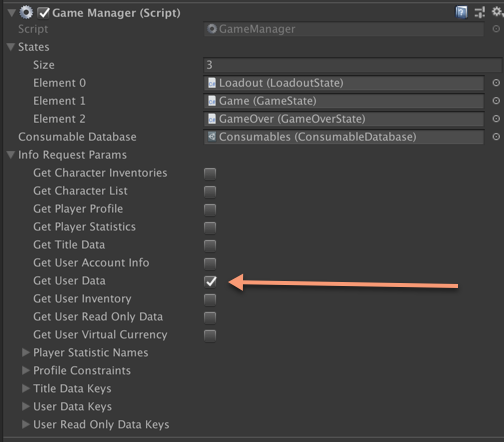 Game Manager (Script)
Script GameManager
States
Size 3
Element 0 Loadout (LoadoutState)
Element 1 Game (GameState)
Element 2 GameOver (GameOverState)
Consumable Database Consumables (ConsumableDatabase)
Info Request Params
Get Character Inventories
Get Character List
Get Player Profile
Get Player Statistics
Get Title Data
Get User Account Info
Get User Data
Get User Inventory
Get User Read Only Data
Get User Virtual Currency
Player Statistic Names
Profile Constraints
Title Data Keys
User Data Keys
User Read Only Data Keys